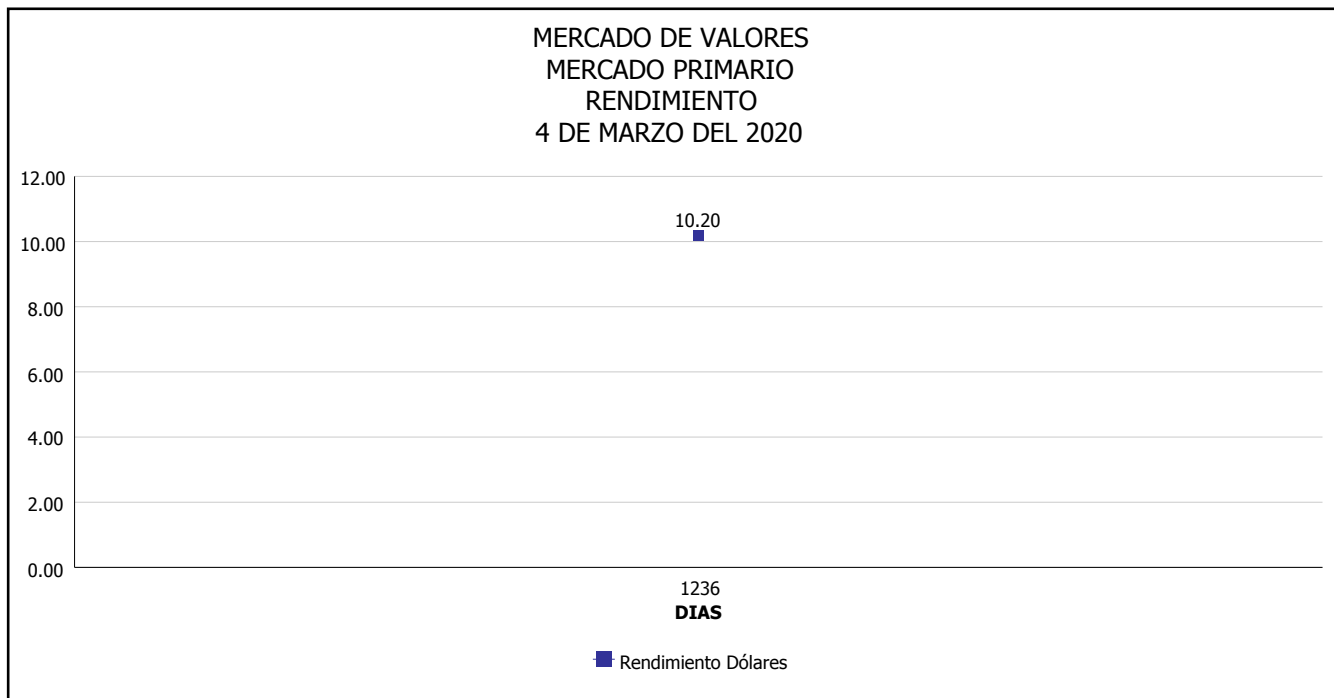 MERCADO DE VALORES
MERCADO PRIMARIO
RENDIMIENTO
4 DE MARZO DEL 2020
12.00
10.20
10.00
8.00
6.00
4.00
2.00
0.00
1236
DIAS
Rendimiento Dólares